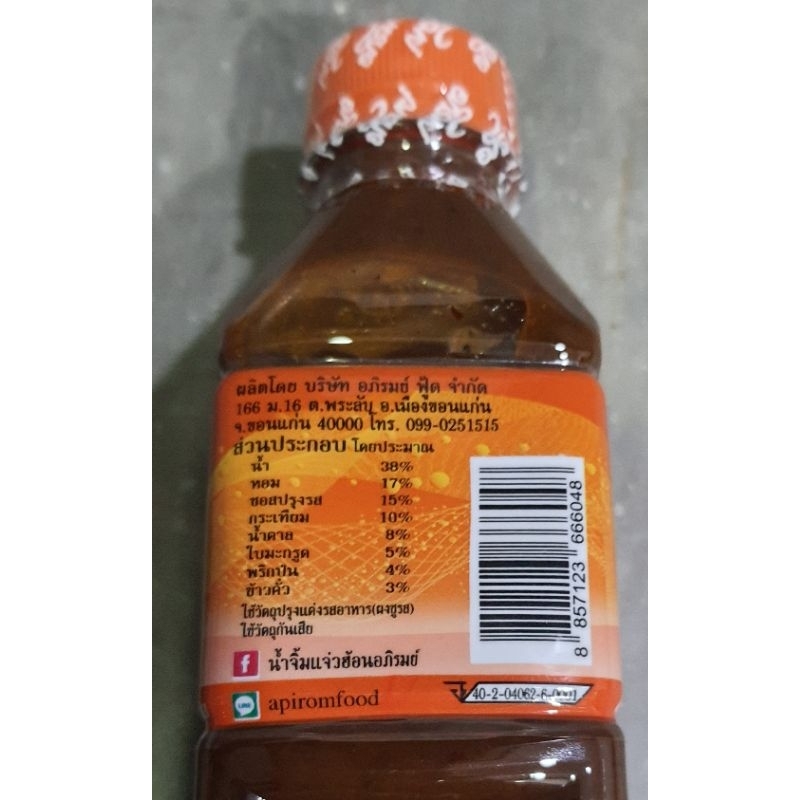 ผลิตโดย บริษัท อภิรมย์ ฟู้ด จำกัด
166 ม.16 ต.พระลับ อ.เมืองขอนแก่น
จ.ขอนแก่น 40000 โทร. 099-0251515
ส่วนประกอบ โดยประมาณ
น้ำ 38%
หอม 17%
ซอสปรุงรส 15%
กระเทียม 10%
น้ำตาล 8%
ใบมะกรูด 5%
พริกป่น 4%
ข้าวคั่ว 3%
ใช้วัตถุปรุงแต่งรสอาหาร(ผงชูรส)
ใช้วัตถุกันเสีย
f น้ำจิ้มแจ่วฮ้อนอภิรมย์
LINE apiromfood
40-2-04062-6-0001
8 857123 666048